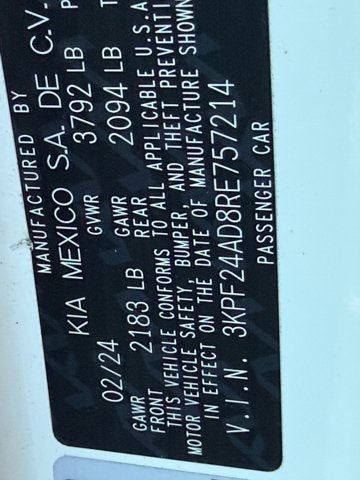 MANUFACTURED BY
KIA MEXICO S.A. DE C.V.
02/24 GVWR 3792 LB
GAWR FRONT 2183 LB GAWR REAR 2094 LB
THIS VEHICLE CONFORMS TO ALL APPLICABLE U.S.A
MOTOR VEHICLE SAFETY, BUMPER, AND THEFT PREVENTI
IN EFFECT ON THE DATE OF MANUFACTURE SHOWN
V.I.N. 3KPF24AD8RE757214
PASSENGER CAR